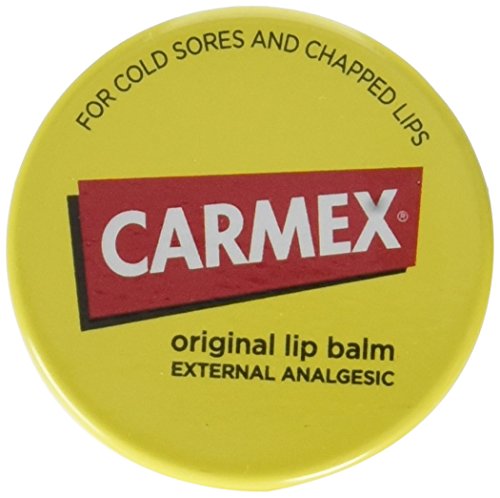 FOR COLD SORES AND CHAPPED LIPS
CARMEX®
original lip balm
EXTERNAL ANALGESIC